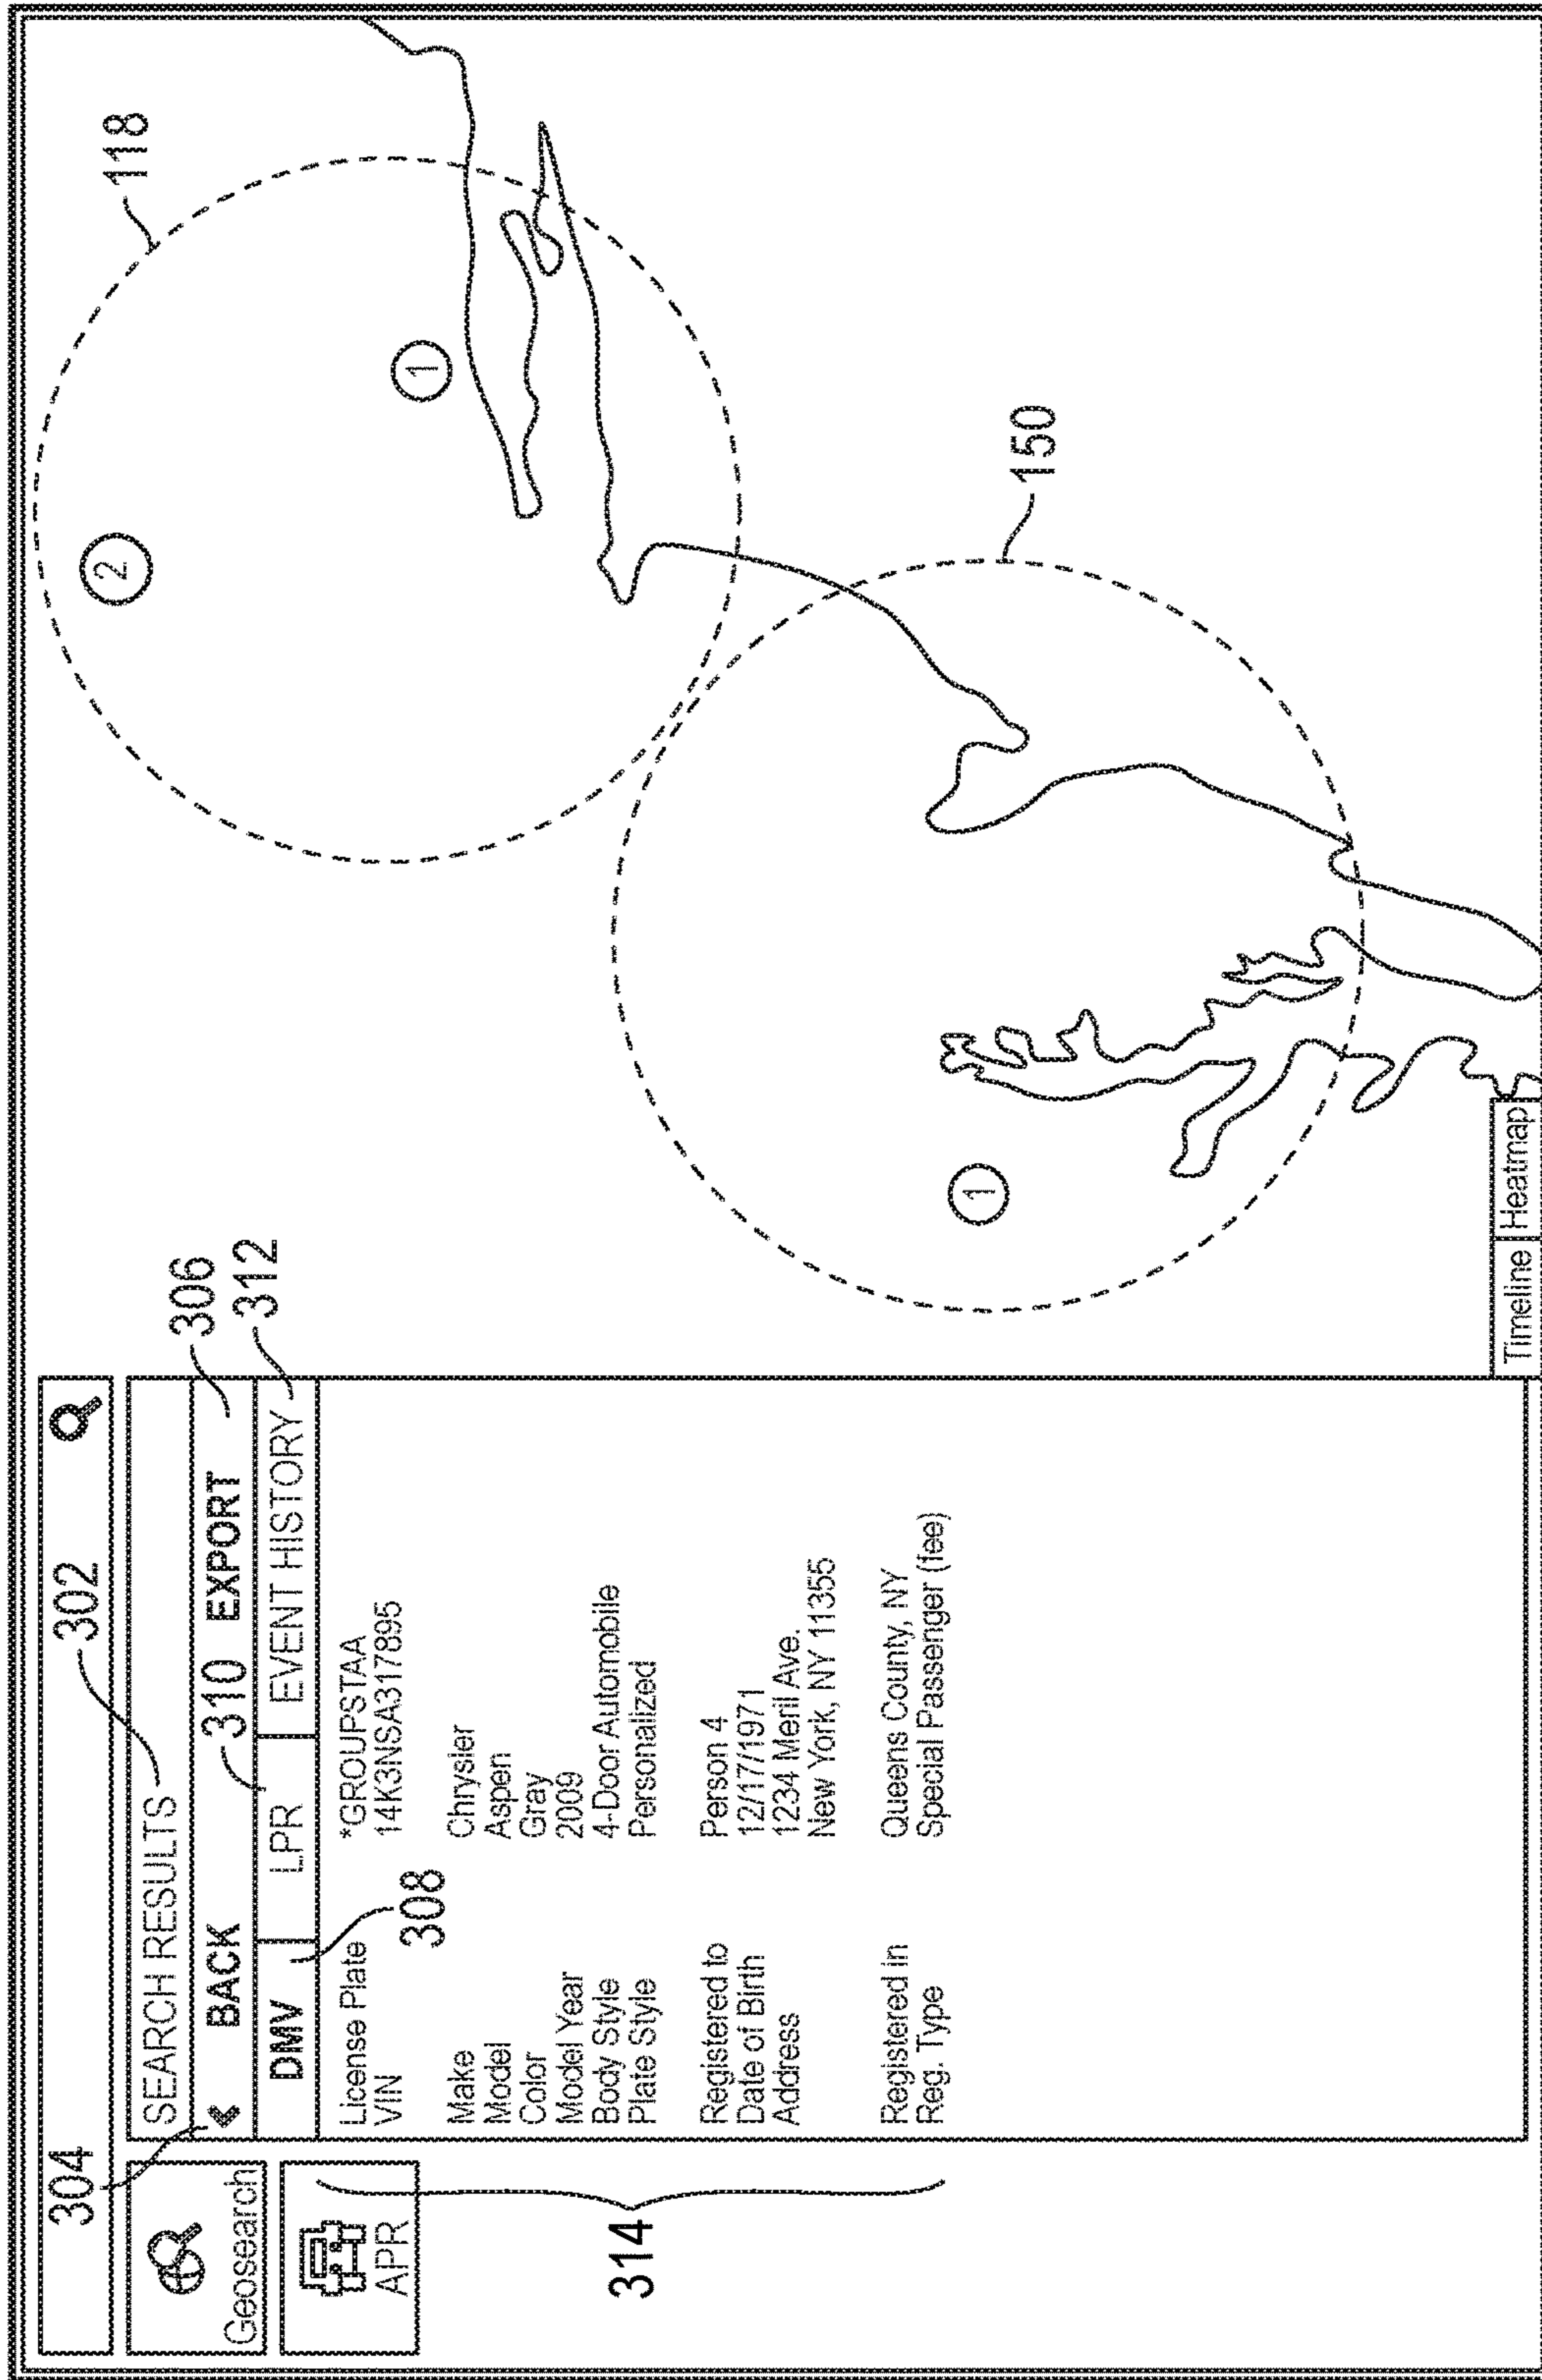 304
302
SEARCH RESULTS
BACK
310
EXPORT
306
DMV
LPR
EVENT HISTORY
312
308
Geosearch
APR
314
License Plate *GROUPSTAA
VIN 14K3NSA317895
Make Chrysler
Model Aspen
Color Gray
Model Year 2009
Body Style 4-Door Automobile
Plate Style Personalized
Registered to Person 4
Date of Birth 12/17/1971
Address 1234 Meril Ave.
New York, NY 11355
Registered in Queens County, NY
Reg. Type Special Passenger (fee)
118
2
1
150
1
Timeline Heatmap